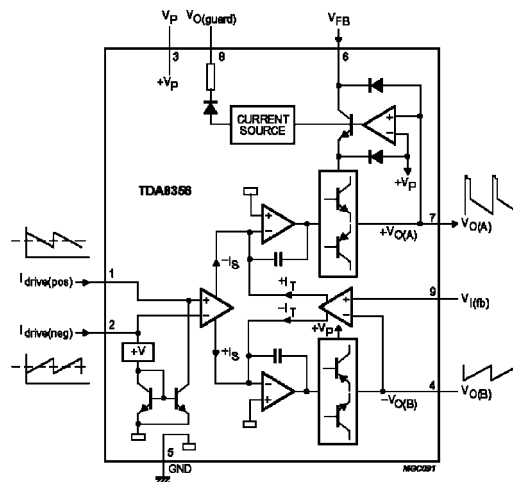 VP VO(guard) VFB
3 8 6
+VP
CURRENT
SOURCE
+VP
TDA8356
+VO(A) 7 VO(A)
−IS
1 +IT 9
Idrive(pos) VI(fb)
2 −IT
Idrive(neg) +IS +VP
+V
−VO(B) 4 VO(B)
5
GND MGC091
+ − + − + − + − + −